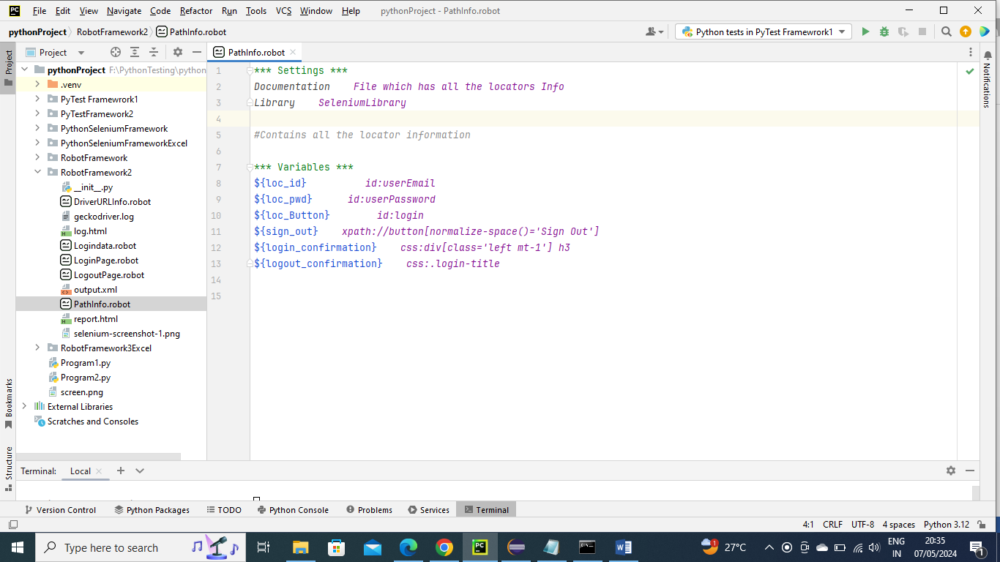 PC File Edit View Navigate Code Refactor Run Tools VCS Window Help pythonProject - PathInfo.robot
pythonProject RobotFramework2 PathInfo.robot Python tests in PyTest Framewrork1
Project PathInfo.robot
Project
Bookmarks
Structure
pythonProject F:\PythonTesting\python
.venv
PyTest Framewrork1
PyTestFramework2
PythonSeleniumFramework
PythonSeleniumFrameworkExcel
RobotFramework
RobotFramework2
__init__.py
DriverURLInfo.robot
geckodriver.log
log.html
Logindata.robot
LoginPage.robot
LogoutPage.robot
output.xml
PathInfo.robot
report.html
selenium-screenshot-1.png
RobotFramework3Excel
Program1.py
Program2.py
screen.png
External Libraries
Scratches and Consoles
1 *** Settings ***
2 Documentation    File which has all the locators Info
3 Library    SeleniumLibrary
4
5 #Contains all the locator information
6
7 *** Variables ***
8 ${loc_id}          id:userEmail
9 ${loc_pwd}      id:userPassword
10 ${loc_Button}        id:login
11 ${sign_out}    xpath://button[normalize-space()='Sign Out']
12 ${login_confirmation}    css:div[class='left mt-1'] h3
13 ${logout_confirmation}    css:.login-title
14
15
Notifications
Terminal: Local
Version Control Python Packages TODO Python Console Problems Services Terminal
4:1 CRLF UTF-8 4 spaces Python 3.12
Type here to search PC W 1 27°C ENG IN 20:35 07/05/2024 1